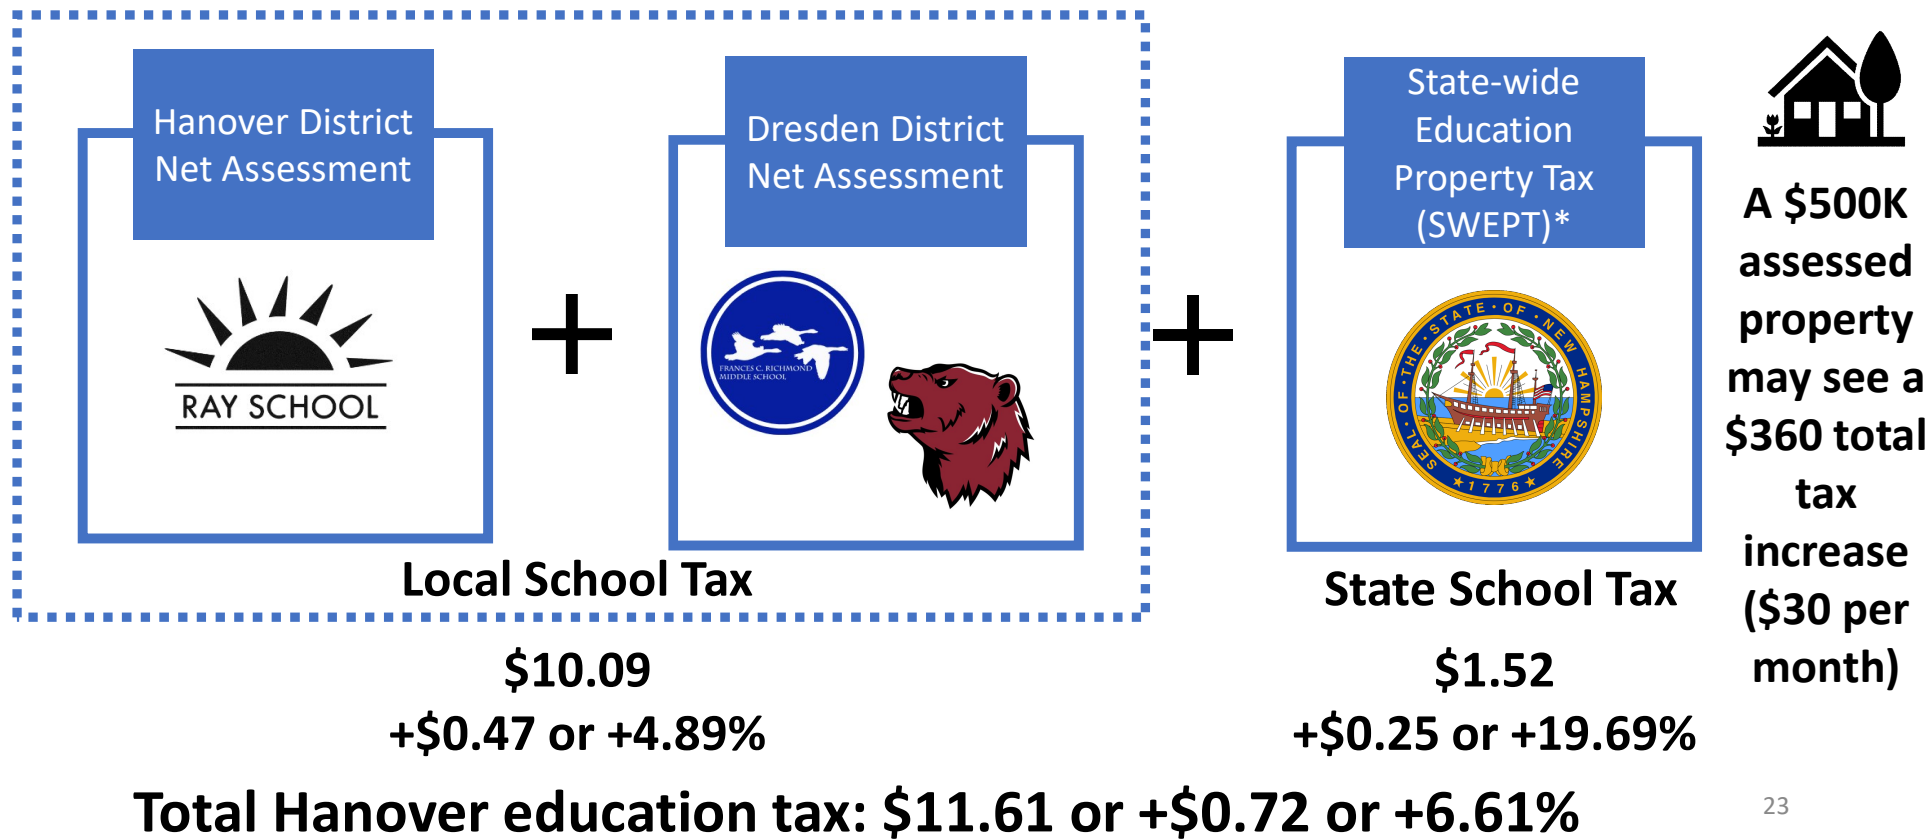 Hanover District
Net Assessment
RAY SCHOOL
+
Dresden District
Net Assessment
FRANCES C. RICHMOND
MIDDLE SCHOOL
Local School Tax
$10.09
+$0.47 or +4.89%
+
State-wide
Education
Property Tax
(SWEPT)*
SEAL • OF • THE • STATE • OF • NEW HAMPSHIRE
1776
State School Tax
$1.52
+$0.25 or +19.69%
A $500K
assessed
property
may see a
$360 total
tax
increase
($30 per
month)
Total Hanover education tax: $11.61 or +$0.72 or +6.61%
23